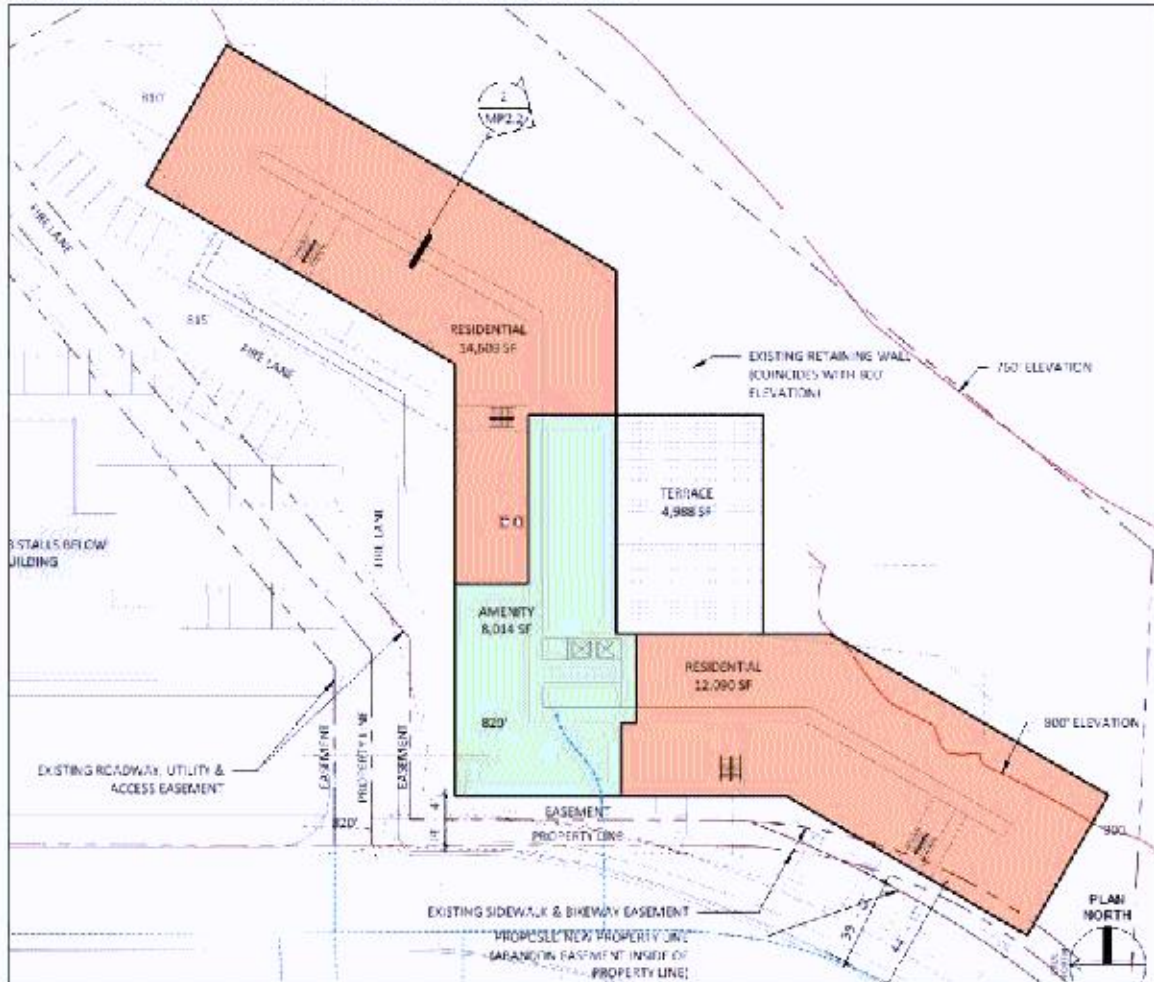 2
MP2.2
810'
FIRE LANE
815'
FIRE LANE
RESIDENTIAL
14,609 SF
EXISTING RETAINING WALL
(COINCIDES WITH 800'
ELEVATION)
760' ELEVATION
TERRACE
4,988 SF
FIRE LANE
STALLS BELOW
AMENITY
8,014 SF
RESIDENTIAL
12,090 SF
820'
800' ELEVATION
EXISTING ROADWAY, UTILITY &
ACCESS EASEMENT
EASEMENT
PROPERTY LINE
EASEMENT
820'
EASEMENT
PROPERTY LINE
800
EXISTING SIDEWALK & BIKEWAY EASEMENT
PROPOSED NEW PROPERTY LINE
(ABANDON EASEMENT INSIDE OF
PROPERTY LINE)
39
PLAN
NORTH